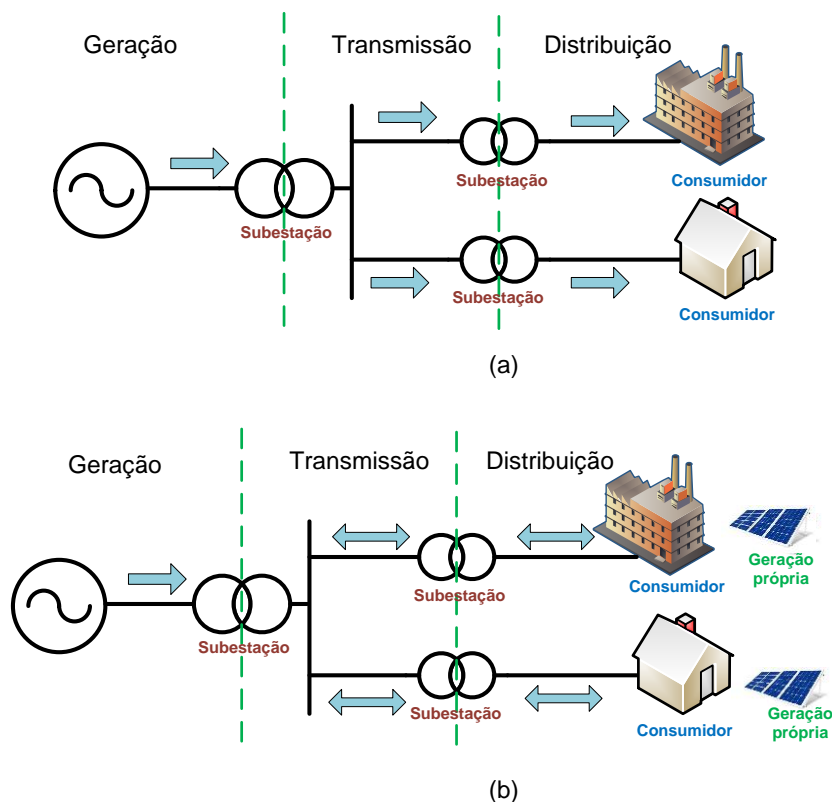 Geração
Transmissão
Distribuição
Subestação
Subestação
Consumidor
Subestação
Consumidor
(a)
Geração
Transmissão
Distribuição
Subestação
Subestação
Consumidor
Geração
própria
Subestação
Consumidor
Geração
própria
(b)